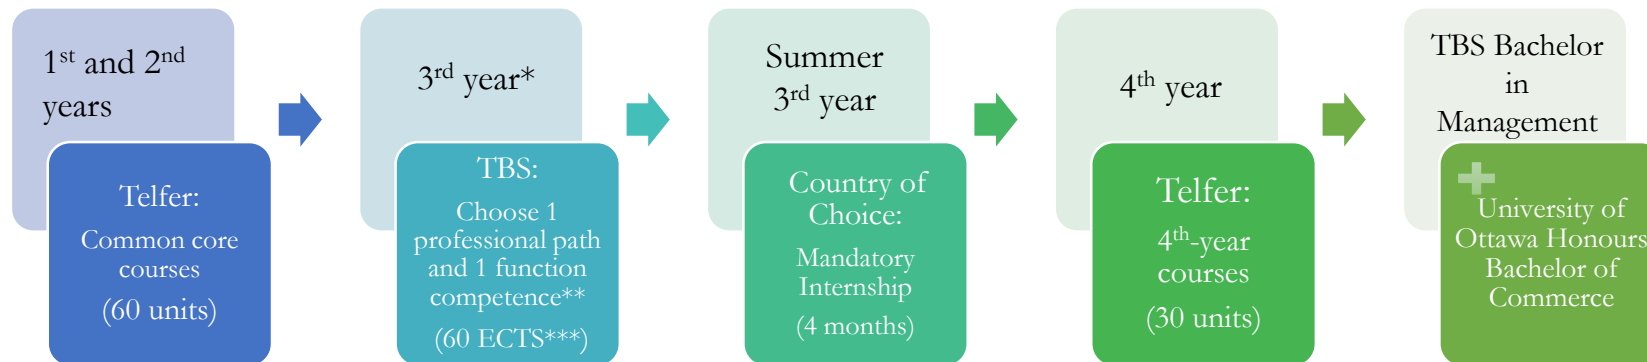 1st and 2nd
years
Telfer:
Common core
courses
(60 units)
3rd year*
TBS:
Choose 1
professional path
and 1 function
competence**
(60 ECTS***)
Summer
3rd year
Country of
Choice:
Mandatory
Internship
(4 months)
4th year
Telfer:
4th-year
courses
(30 units)
TBS Bachelor
in
Management
University of
Ottawa Honours
Bachelor of
Commerce